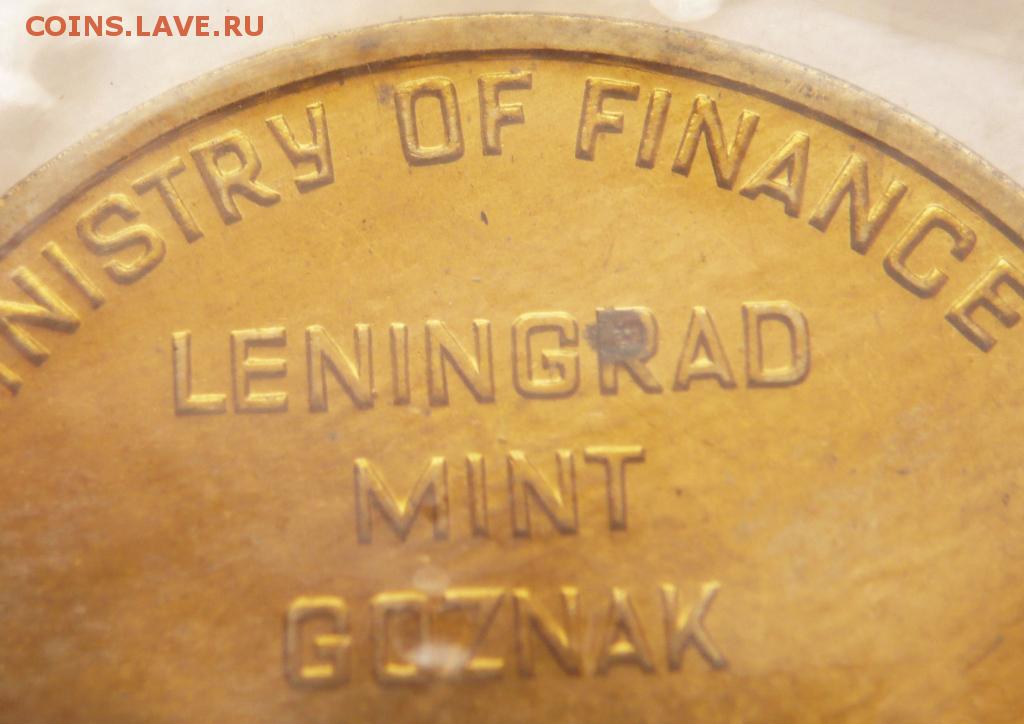 COINS.LAVE.RU
NISTRY OF FINANCE
LENINGRAD
MINT
GOZNAK